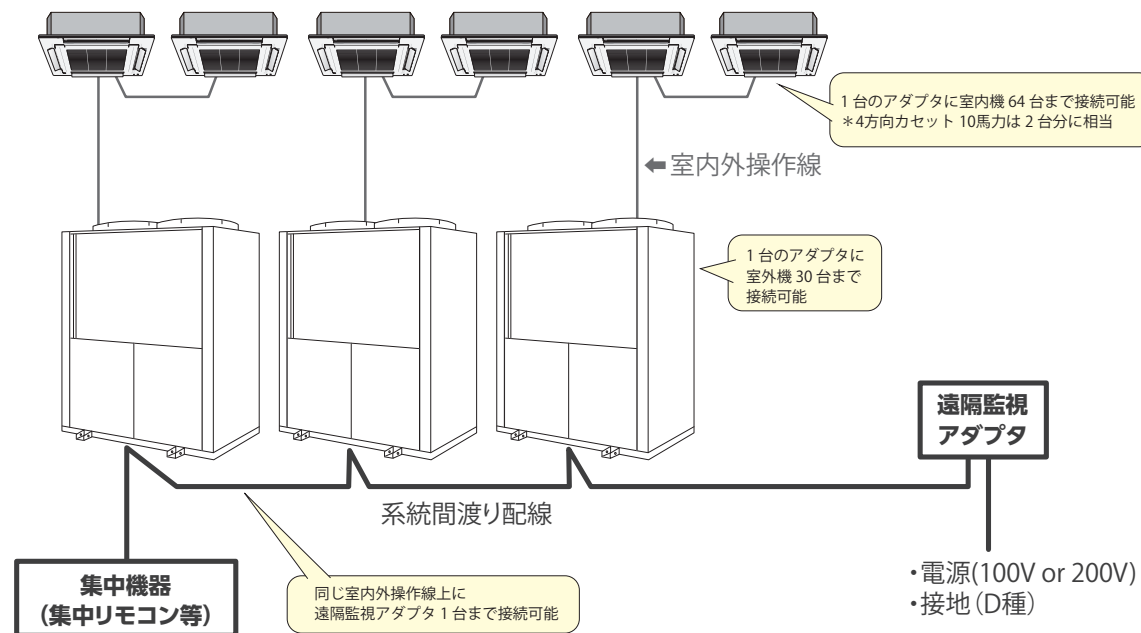 1 台のアダプタに室内機 64 台まで接続可能
＊4方向カセット 10馬力は 2 台分に相当
室内外操作線
1 台のアダプタに
室外機 30 台まで
接続可能
遠隔監視
アダプタ
系統間渡り配線
集中機器
（集中リモコン等）
同じ室内外操作線上に
遠隔監視アダプタ 1 台まで接続可能
・電源(100V or 200V)
・接地（D種）